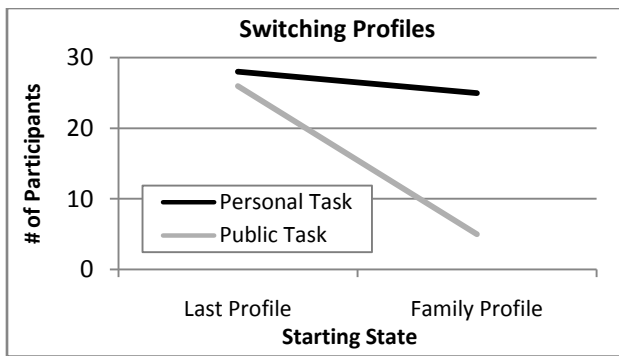 Switching Profiles
# of Participants
30
20
10
0
Personal Task
Public Task
Last Profile
Family Profile
Starting State